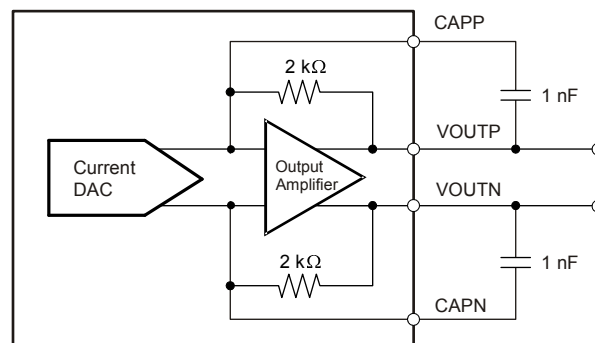 CAPP
2 kΩ
1 nF
VOUTP
Current
DAC
Output
Amplifier
VOUTN
2 kΩ
1 nF
CAPN